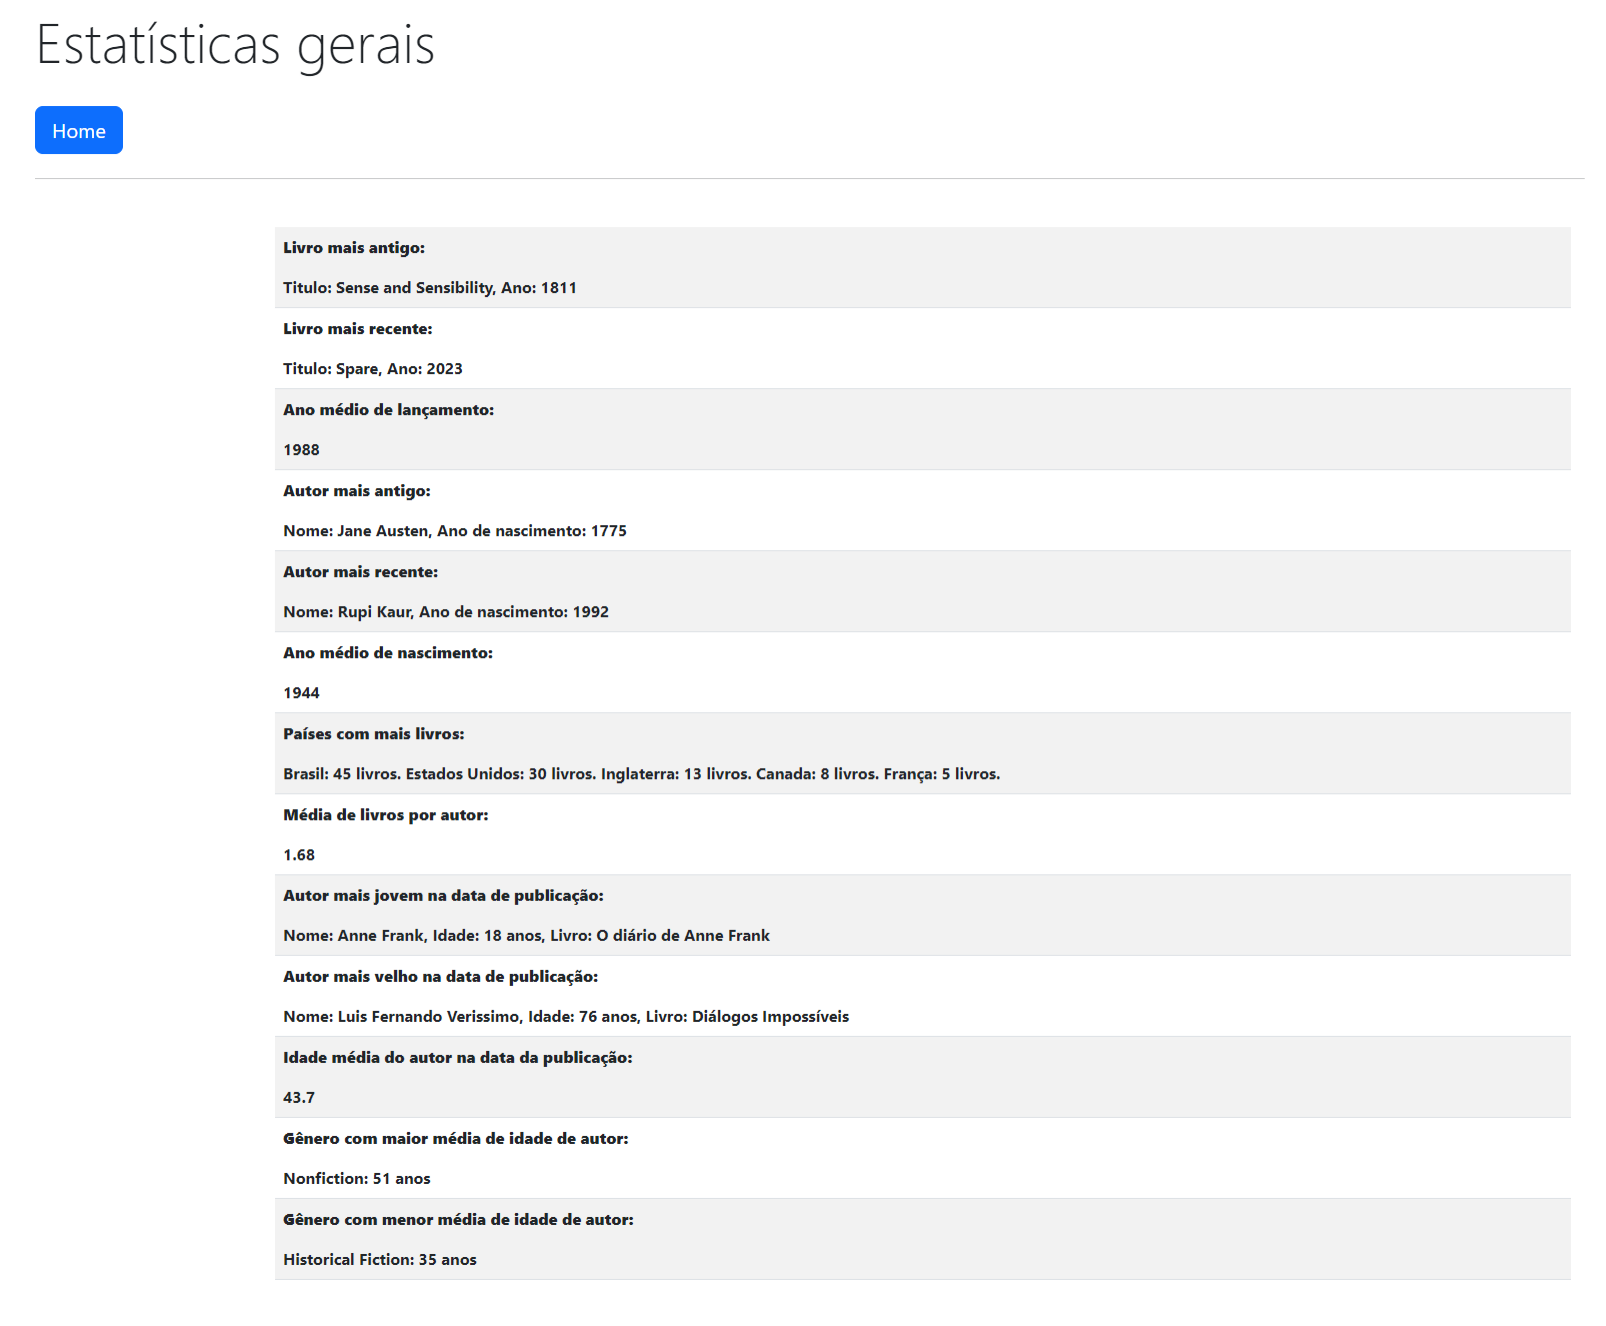 Estatísticas gerais
Home
Livro mais antigo:
Titulo: Sense and Sensibility, Ano: 1811
Livro mais recente:
Titulo: Spare, Ano: 2023
Ano médio de lançamento:
1988
Autor mais antigo:
Nome: Jane Austen, Ano de nascimento: 1775
Autor mais recente:
Nome: Rupi Kaur, Ano de nascimento: 1992
Ano médio de nascimento:
1944
Países com mais livros:
Brasil: 45 livros. Estados Unidos: 30 livros. Inglaterra: 13 livros. Canada: 8 livros. França: 5 livros.
Média de livros por autor:
1.68
Autor mais jovem na data de publicação:
Nome: Anne Frank, Idade: 18 anos, Livro: O diário de Anne Frank
Autor mais velho na data de publicação:
Nome: Luis Fernando Verissimo, Idade: 76 anos, Livro: Diálogos Impossíveis
Idade média do autor na data da publicação:
43.7
Gênero com maior média de idade de autor:
Nonfiction: 51 anos
Gênero com menor média de idade de autor:
Historical Fiction: 35 anos